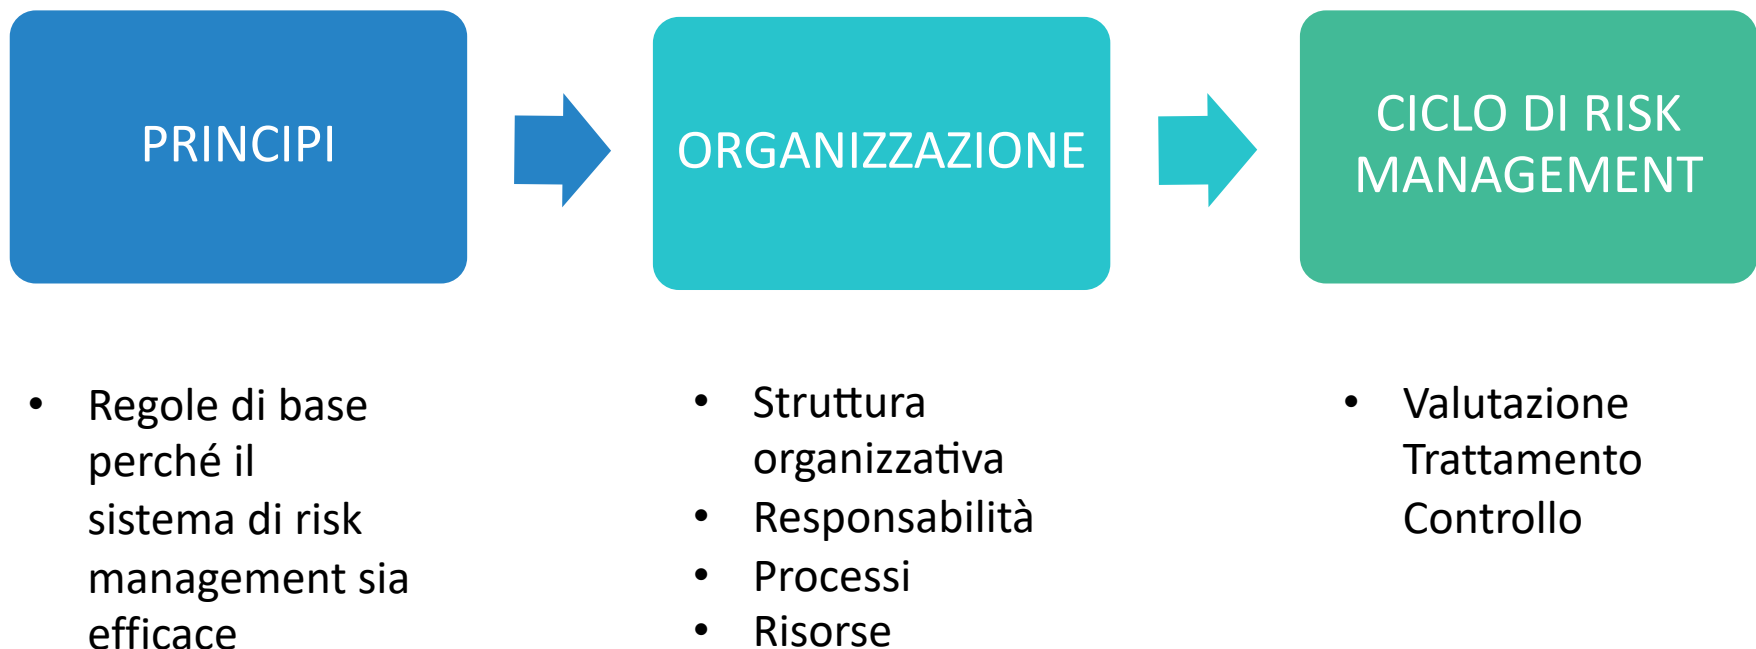 PRINCIPI
ORGANIZZAZIONE
CICLO DI RISK
MANAGEMENT
• Regole di base
perché il
sistema di risk
management sia
efficace
• Struttura
organizzativa
• Responsabilità
• Processi
• Risorse
• Valutazione
Trattamento
Controllo